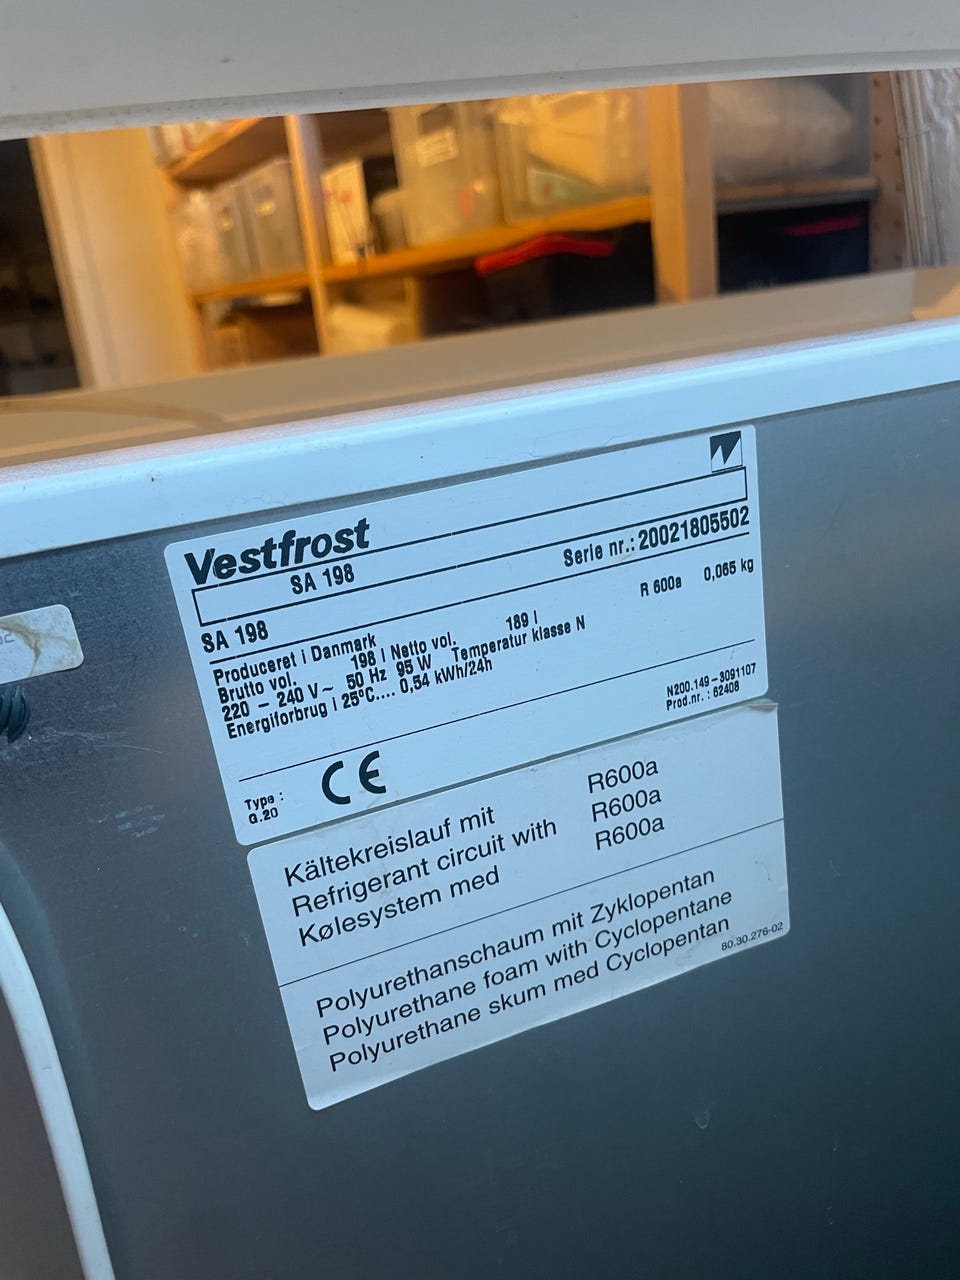 Vestfrost
SA 198
SA 198 Serie nr.: 20021805502
Produceret i Danmark R 600a 0,065 kg
Brutto vol. 198 l Netto vol. 189 l
220 - 240 V~ 50 Hz 95 W Temperatur klasse N
Energiforbrug i 25°C.... 0,54 kWh/24h
N200.149-3091107
Prod.nr. : 62408
Type :
G.20
CE
Kältekreislauf mit R600a
Refrigerant circuit with R600a
Kølesystem med R600a
Polyurethanschaum mit Zyklopentan
Polyurethane foam with Cyclopentane
Polyurethane skum med Cyclopentan
80.30.276-02